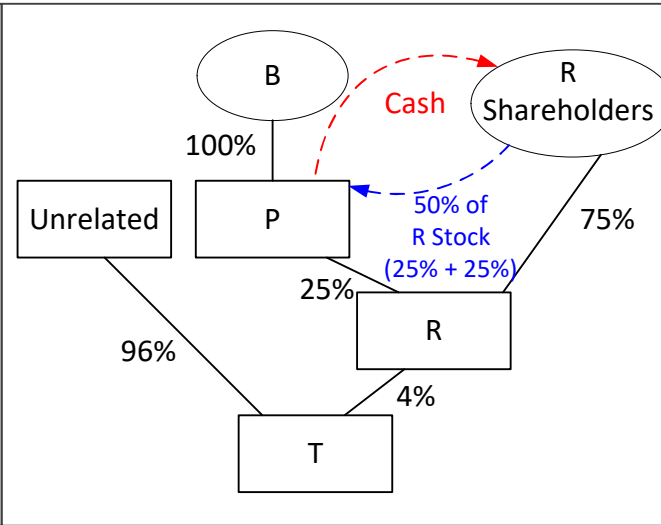 B
R
Shareholders
Cash
100%
Unrelated
P
50% of
R Stock
(25% + 25%)
75%
25%
R
96%
4%
T